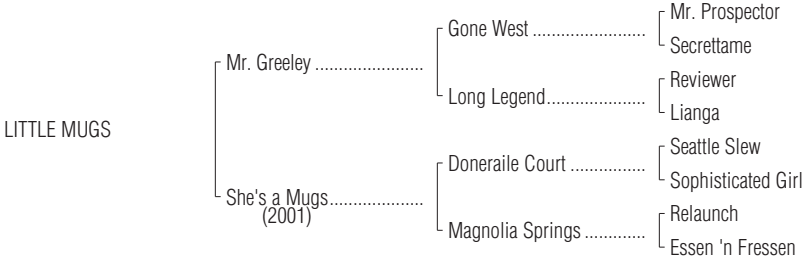 Mr. Prospector
Gone West ........................
Secrettame
Mr. Greeley .......................
Reviewer
Long Legend.....................
Lianga
LITTLE MUGS
Seattle Slew
Doneraile Court ................
Sophisticated Girl
She's a Mugs....................
(2001)
Relaunch
Magnolia Springs .............
Essen 'n Fressen